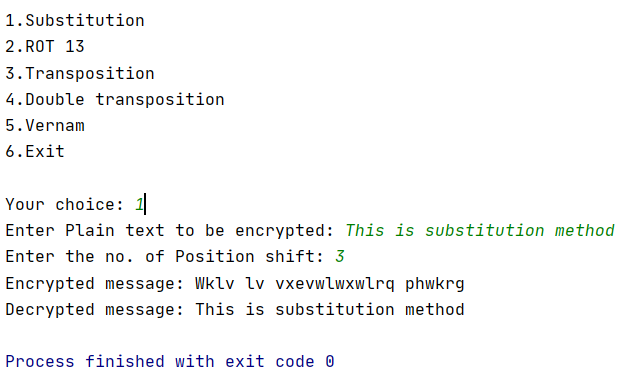 1.Substitution
2.ROT 13
3.Transposition
4.Double transposition
5.Vernam
6.Exit
Your choice: 1
Enter Plain text to be encrypted: This is substitution method
Enter the no. of Position shift: 3
Encrypted message: Wklv lv vxevwlwxwlrq phwkrg
Decrypted message: This is substitution method
Process finished with exit code 0